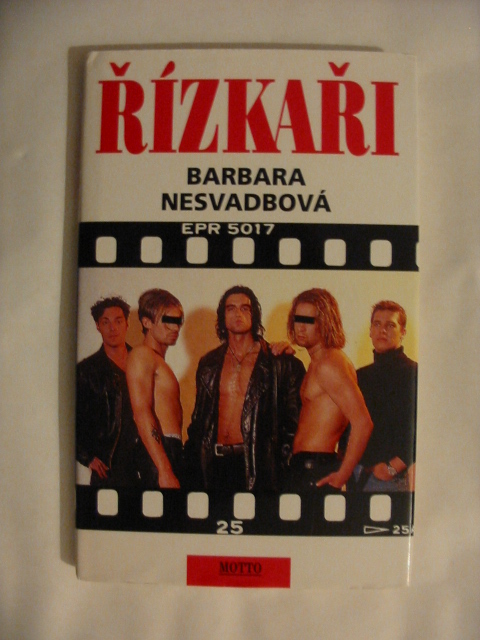 ŘÍZKAŘI
BARBARA
NESVADBOVÁ
EPR 5017
25
25
MOTTO